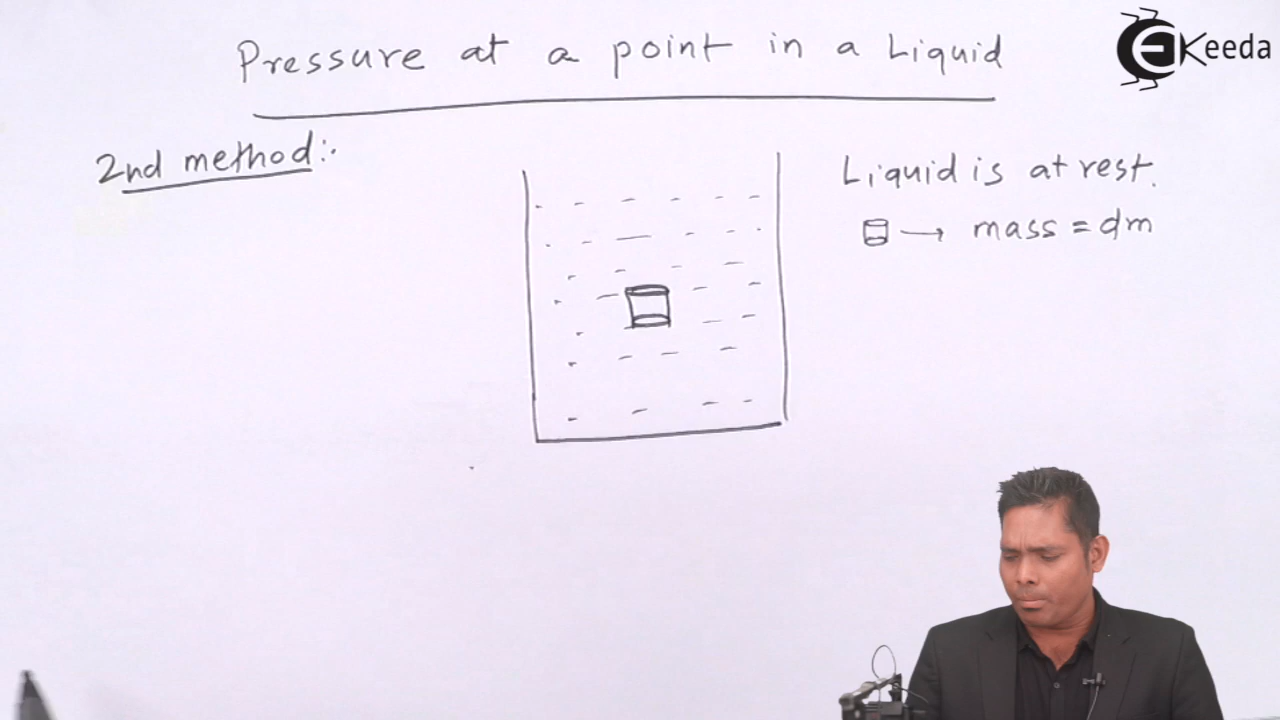 Pressure at a point in a Liquid
EKeeda
2nd method:-
Liquid is at rest.
→ mass = dm